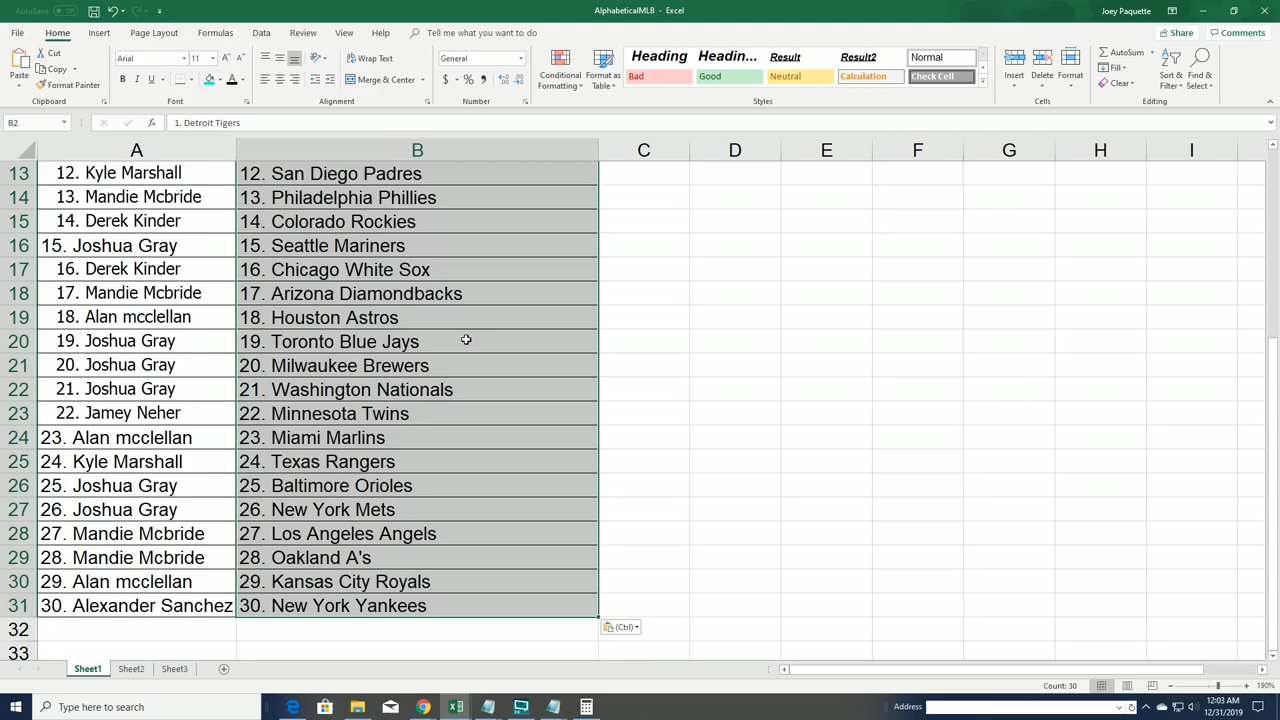 AutoSave Off
AlphabeticalMLB - Excel
Joey Paquette
File Home Insert Page Layout Formulas Data Review View Help Tell me what you want to do
Share Comments
Paste
Cut
Copy
Format Painter
Clipboard
Arial 11
B I U
Font
Wrap Text
Merge & Center
Alignment
General
$ % ,
Number
Conditional Formatting
Format as Table
Heading Headin... Result Result2 Normal
Bad Good Neutral Calculation Check Cell
Styles
Insert Delete Format
Cells
AutoSum
Fill
Clear
Sort & Filter
Find & Select
Editing
B2 fx 1. Detroit Tigers
A B C D E F G H I
13 12. Kyle Marshall 12. San Diego Padres
14 13. Mandie Mcbride 13. Philadelphia Phillies
15 14. Derek Kinder 14. Colorado Rockies
16 15. Joshua Gray 15. Seattle Mariners
17 16. Derek Kinder 16. Chicago White Sox
18 17. Mandie Mcbride 17. Arizona Diamondbacks
19 18. Alan mcclellan 18. Houston Astros
20 19. Joshua Gray 19. Toronto Blue Jays
21 20. Joshua Gray 20. Milwaukee Brewers
22 21. Joshua Gray 21. Washington Nationals
23 22. Jamey Neher 22. Minnesota Twins
24 23. Alan mcclellan 23. Miami Marlins
25 24. Kyle Marshall 24. Texas Rangers
26 25. Joshua Gray 25. Baltimore Orioles
27 26. Joshua Gray 26. New York Mets
28 27. Mandie Mcbride 27. Los Angeles Angels
29 28. Mandie Mcbride 28. Oakland A's
30 29. Alan mcclellan 29. Kansas City Royals
31 30. Alexander Sanchez 30. New York Yankees
32
(Ctrl)
33
Sheet1 Sheet2 Sheet3
Count: 30
190%
Type here to search
Address
12:03 AM
12/31/2019